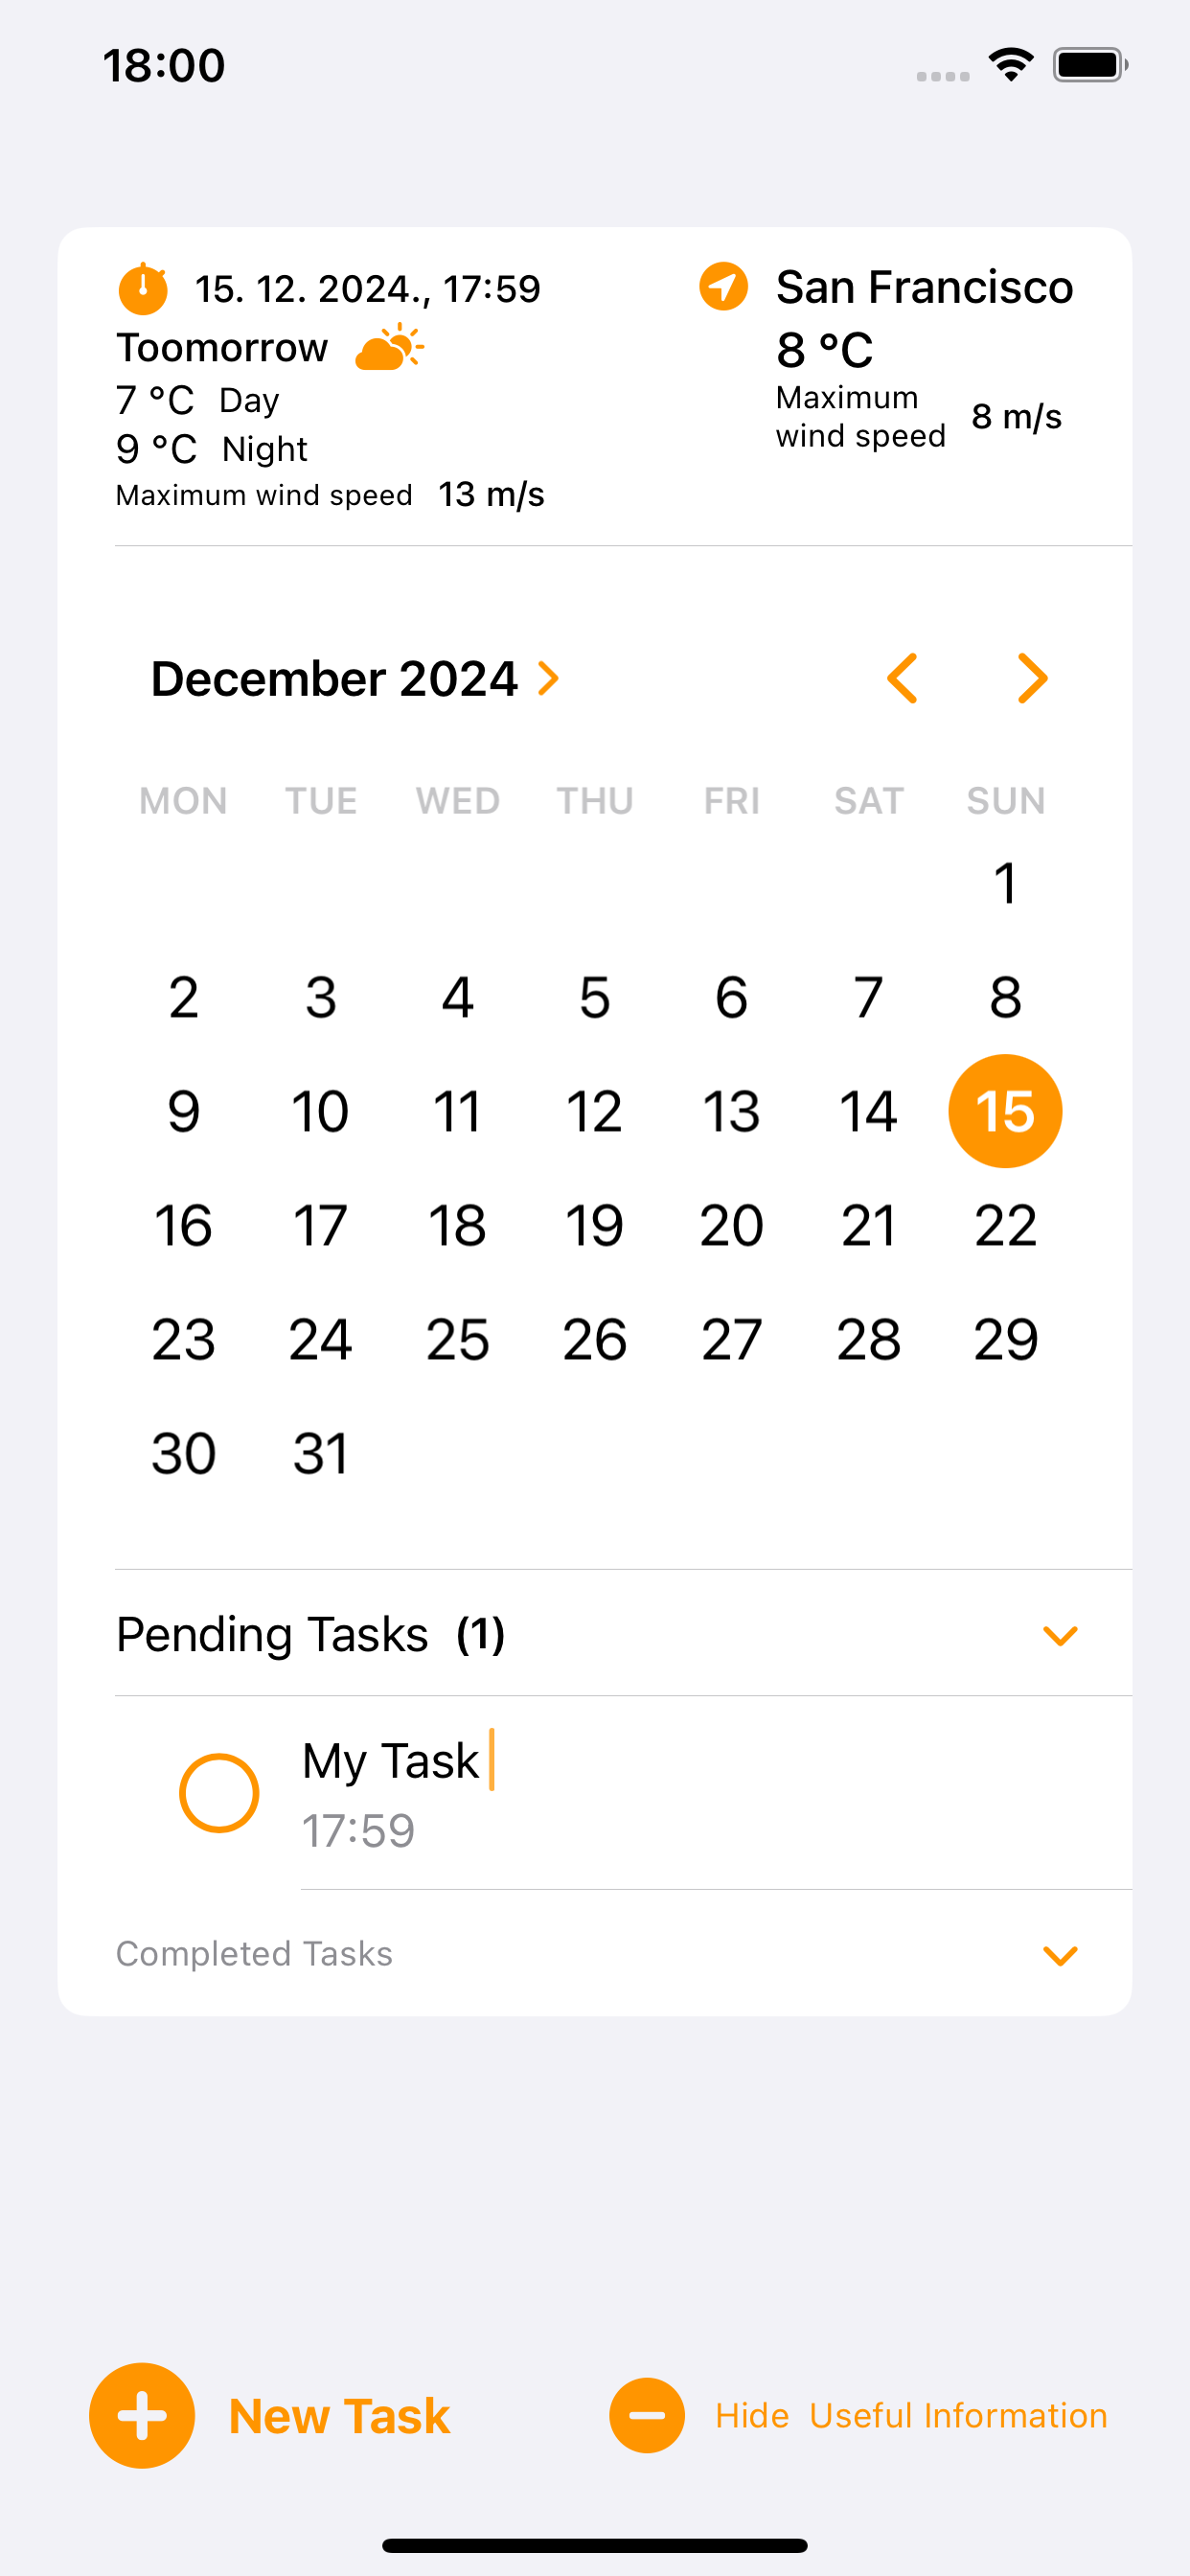 18:00
15. 12. 2024., 17:59
San Francisco
Toomorrow
8 °C
7 °C Day
Maximum
wind speed 8 m/s
9 °C Night
Maximum wind speed 13 m/s
December 2024
MON TUE WED THU FRI SAT SUN
1
2 3 4 5 6 7 8
9 10 11 12 13 14 15
16 17 18 19 20 21 22
23 24 25 26 27 28 29
30 31
Pending Tasks (1)
My Task
17:59
Completed Tasks
New Task
Hide Useful Information